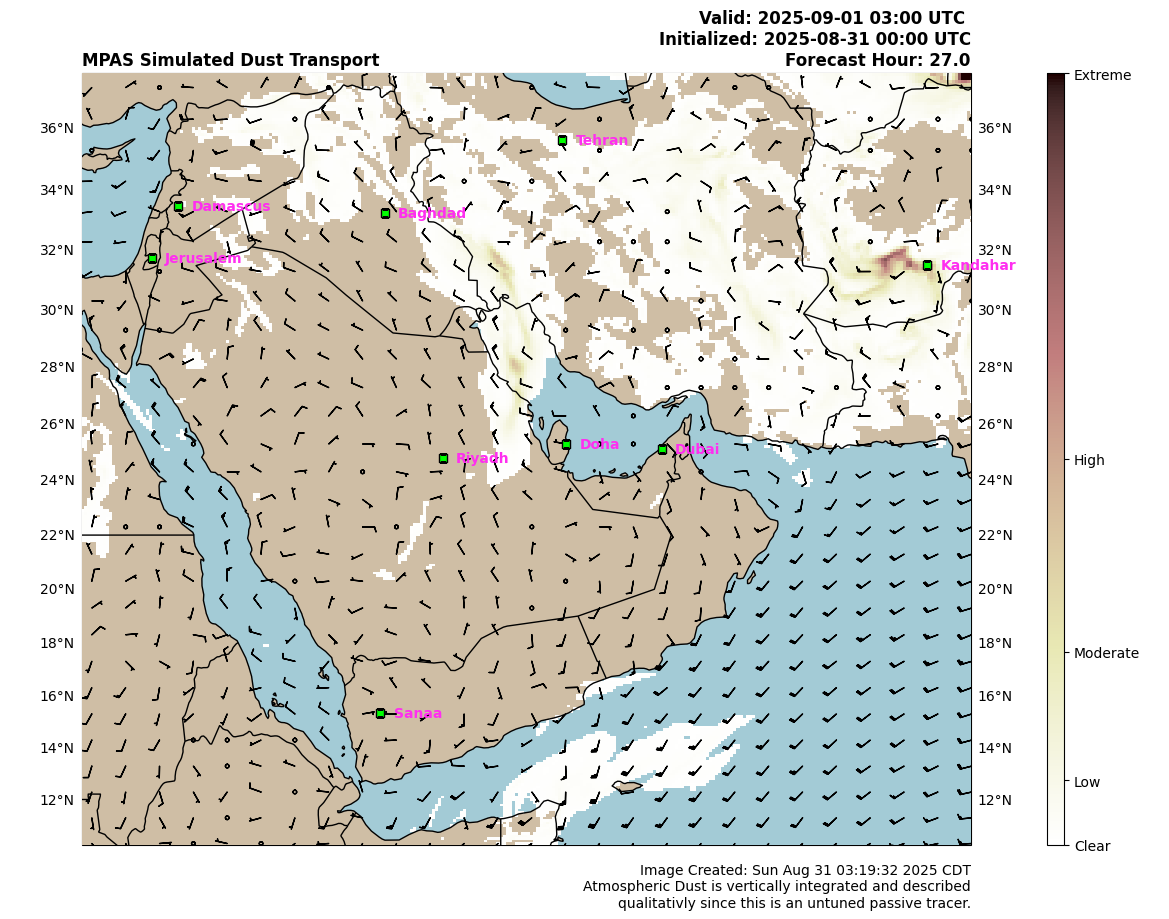 Valid: 2025-09-01 03:00 UTC
Initialized: 2025-08-31 00:00 UTC
MPAS Simulated Dust Transport
Forecast Hour: 27.0
Extreme
36°N
Tehran
36°N
34°N
Damascus
Baghdad
34°N
32°N
Jerusalem
32°N
Kandahar
30°N
30°N
28°N
28°N
26°N
26°N
Doha
Dubai
Riyadh
High
24°N
24°N
22°N
22°N
20°N
20°N
18°N
18°N
Moderate
16°N
16°N
Sanaa
14°N
14°N
Low
12°N
12°N
Clear
Image Created: Sun Aug 31 03:19:32 2025 CDT
Atmospheric Dust is vertically integrated and described
qualitativly since this is an untuned passive tracer.